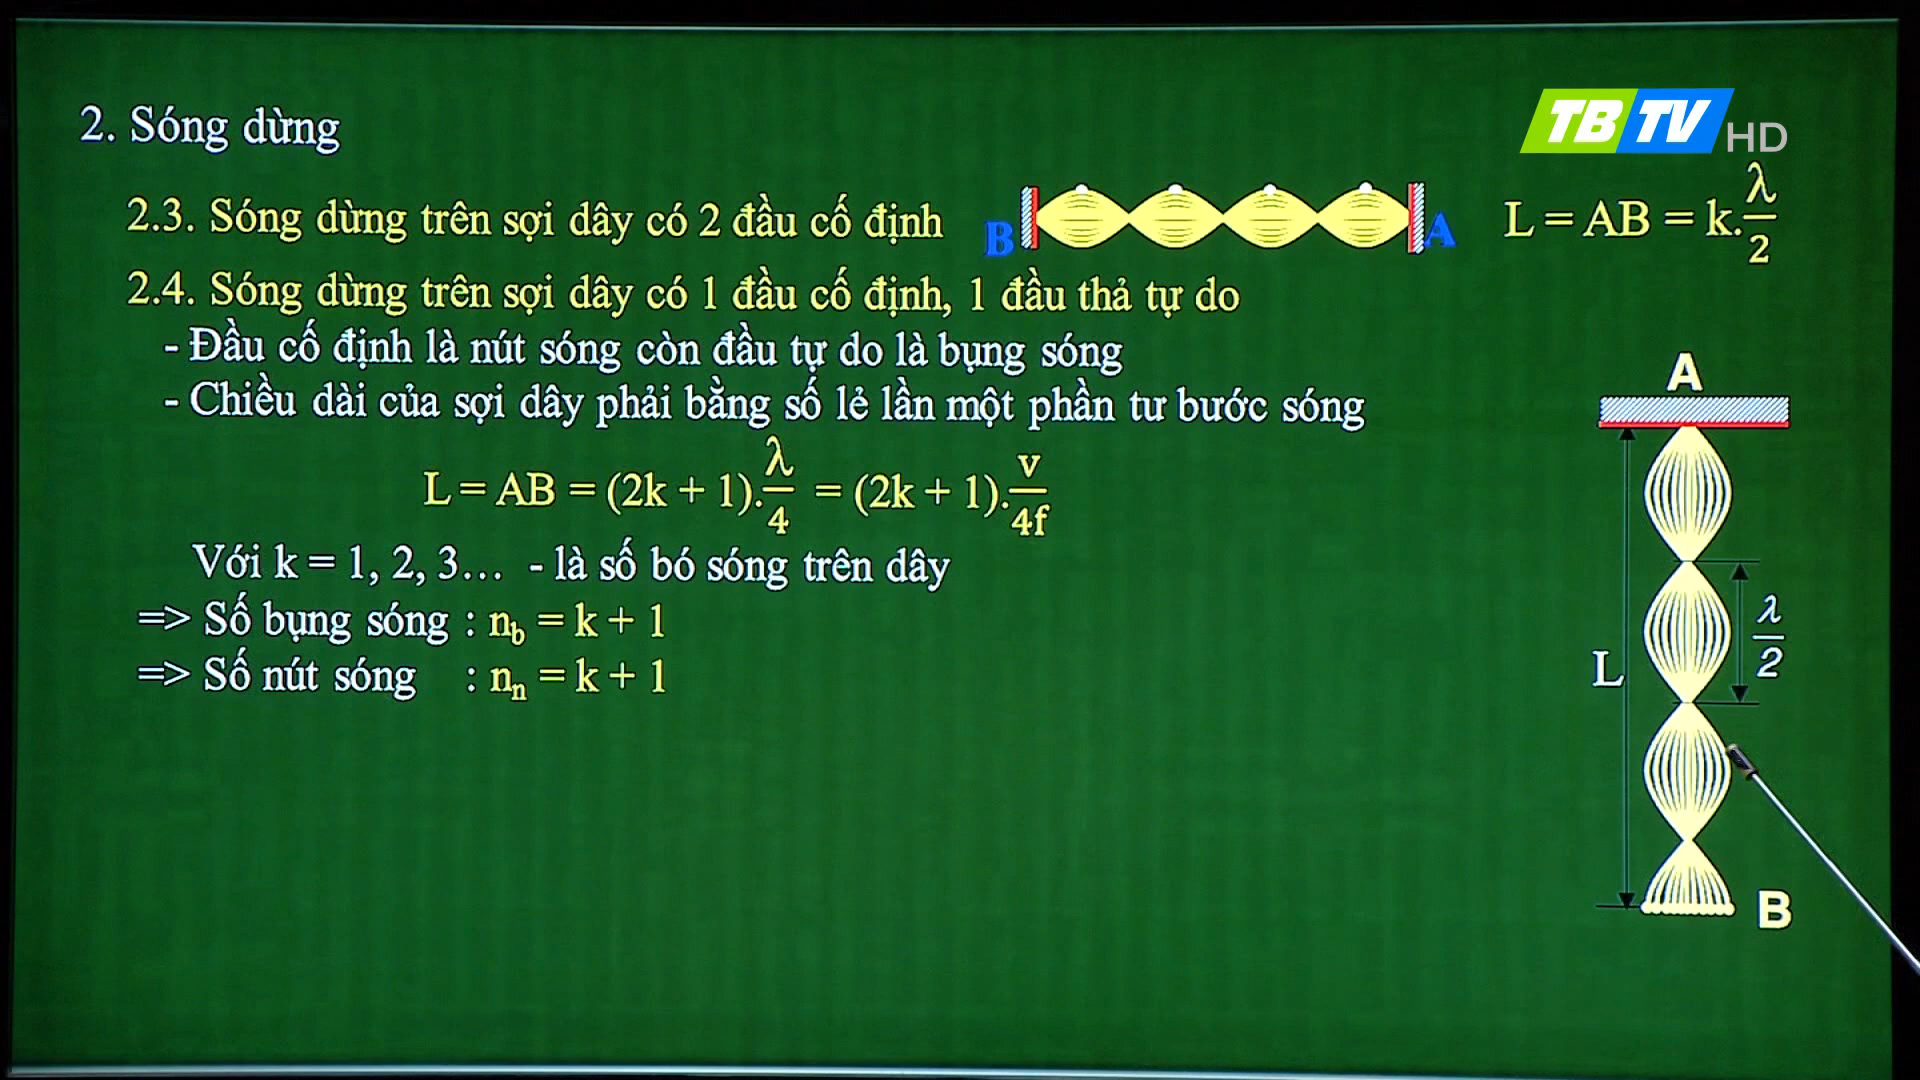 TBTV HD
2. Sóng dừng
2.3. Sóng dừng trên sợi dây có 2 đầu cố định
B A
L = AB = k.λ/2
2.4. Sóng dừng trên sợi dây có 1 đầu cố định, 1 đầu thả tự do
- Đầu cố định là nút sóng còn đầu tự do là bụng sóng
- Chiều dài của sợi dây phải bằng số lẻ lần một phần tư bước sóng
L = AB = (2k + 1).λ/4 = (2k + 1).v/4f
Với k = 1, 2, 3… - là số bó sóng trên dây
=> Số bụng sóng : n_b = k + 1
=> Số nút sóng : n_n = k + 1
A
L
λ/2
B